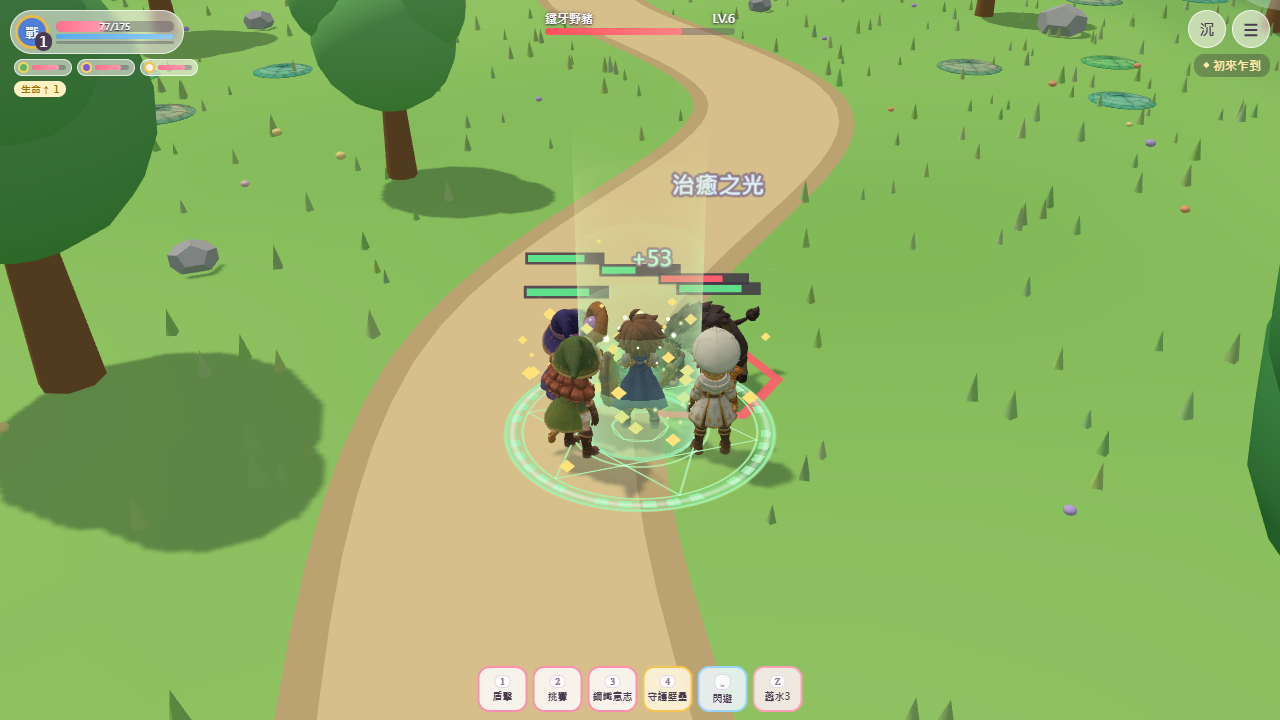 戰
1
77/175
生命↑ 1
鐵牙野豬
LV.6
沉
初來乍到
治癒之光
+53
1 盾擊
2 挑釁
3 鋼鐵意志
4 守護壁壘
閃避
Z 藥水3